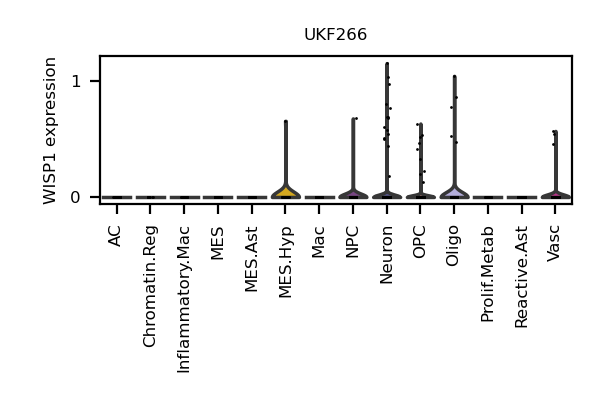 UKF266
WISP1 expression
1
0
AC
Chromatin.Reg
Inflammatory.Mac
MES
MES.Ast
MES.Hyp
Mac
NPC
Neuron
OPC
Oligo
Prolif.Metab
Reactive.Ast
Vasc